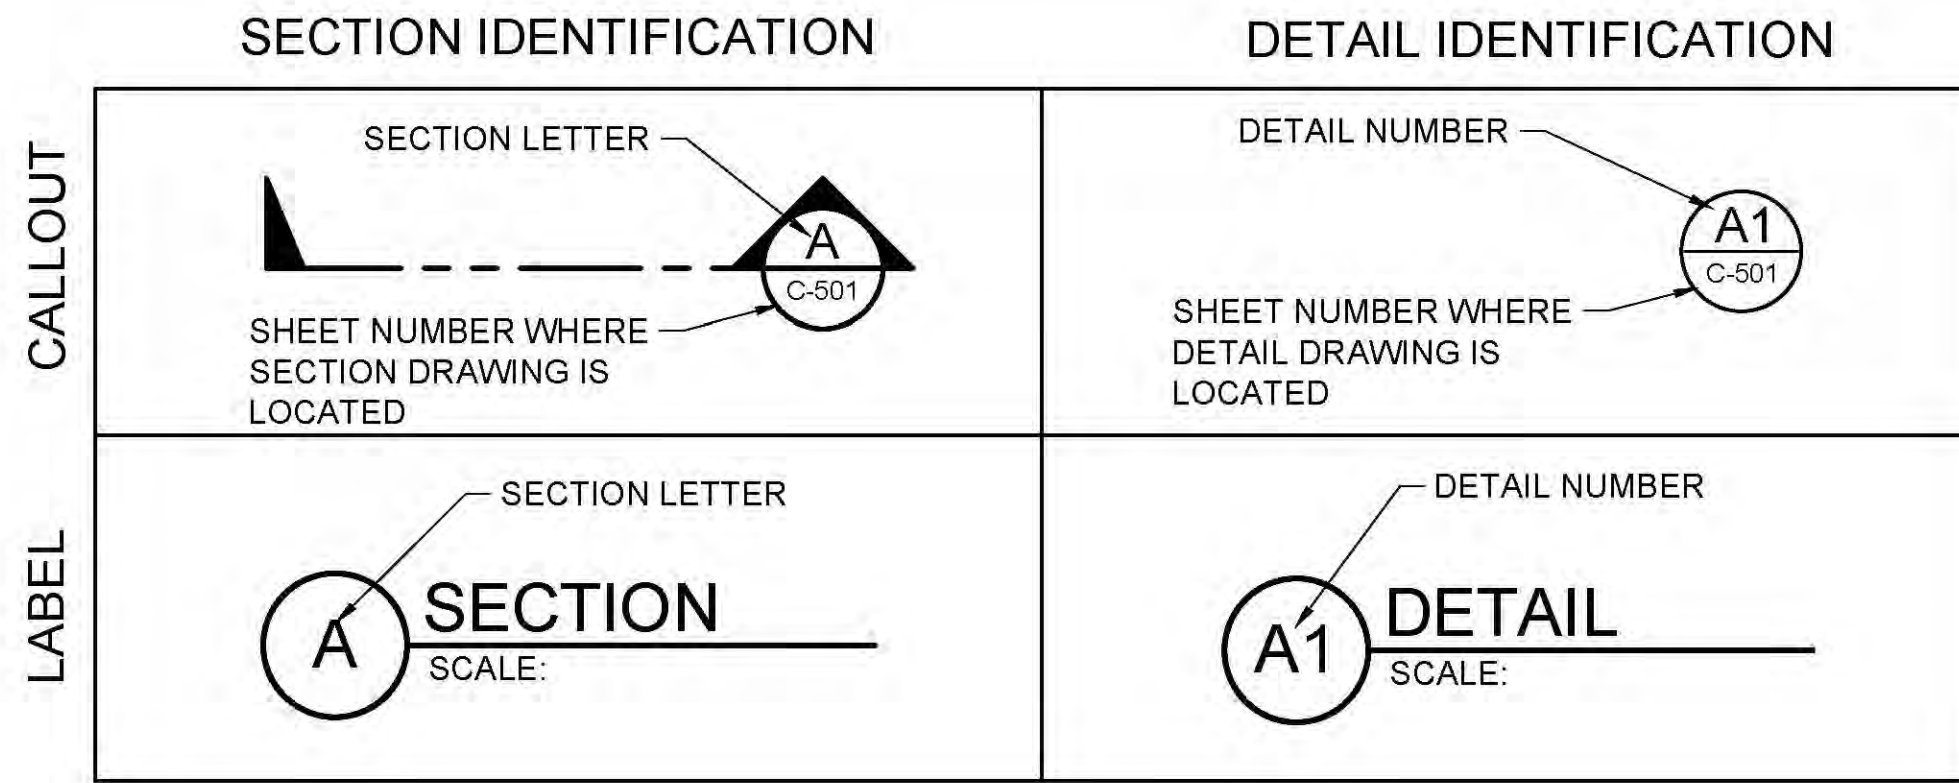 SECTION IDENTIFICATION
DETAIL IDENTIFICATION
CALLOUT
SECTION LETTER
A
C-501
SHEET NUMBER WHERE
SECTION DRAWING IS
LOCATED
DETAIL NUMBER
A1
C-501
SHEET NUMBER WHERE
DETAIL DRAWING IS
LOCATED
LABEL
SECTION LETTER
A
SECTION
SCALE:
DETAIL NUMBER
A1
DETAIL
SCALE: